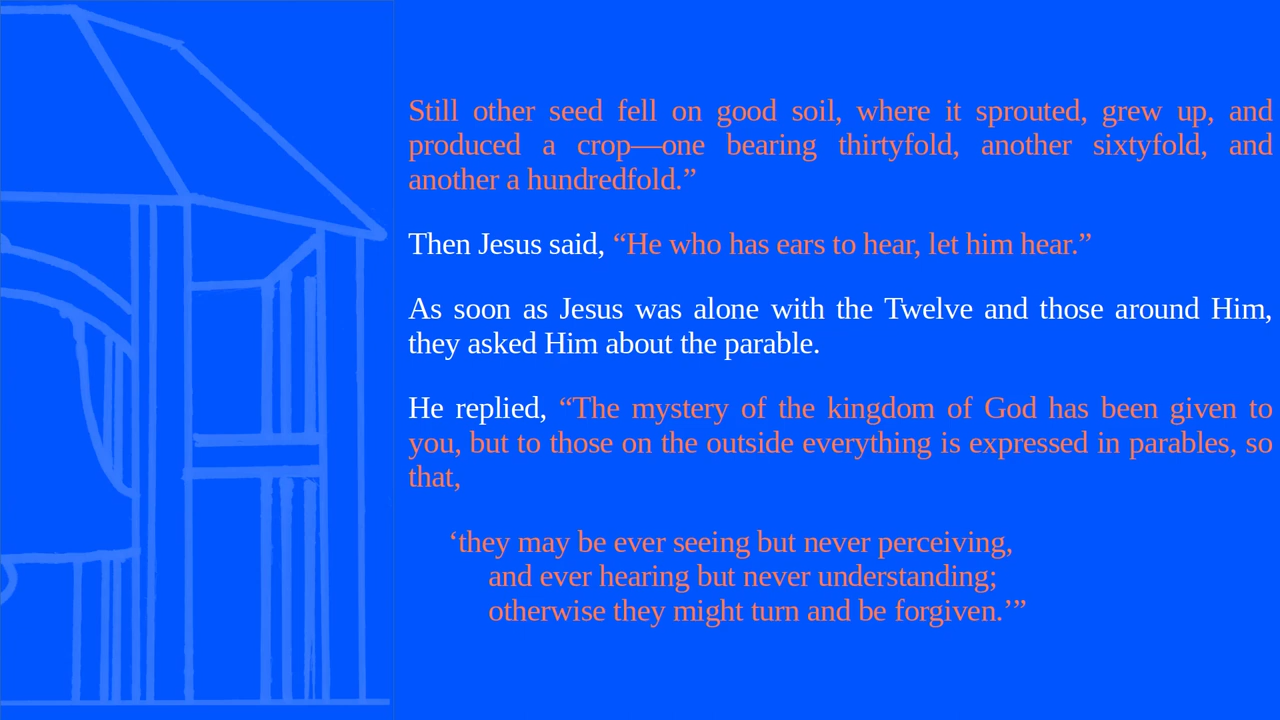 Still other seed fell on good soil, where it sprouted, grew up, and
produced a crop—one bearing thirtyfold, another sixtyfold, and
another a hundredfold.”
Then Jesus said, “He who has ears to hear, let him hear.”
As soon as Jesus was alone with the Twelve and those around Him,
they asked Him about the parable.
He replied, “The mystery of the kingdom of God has been given to
you, but to those on the outside everything is expressed in parables, so
that,
‘they may be ever seeing but never perceiving,
and ever hearing but never understanding;
otherwise they might turn and be forgiven.’”